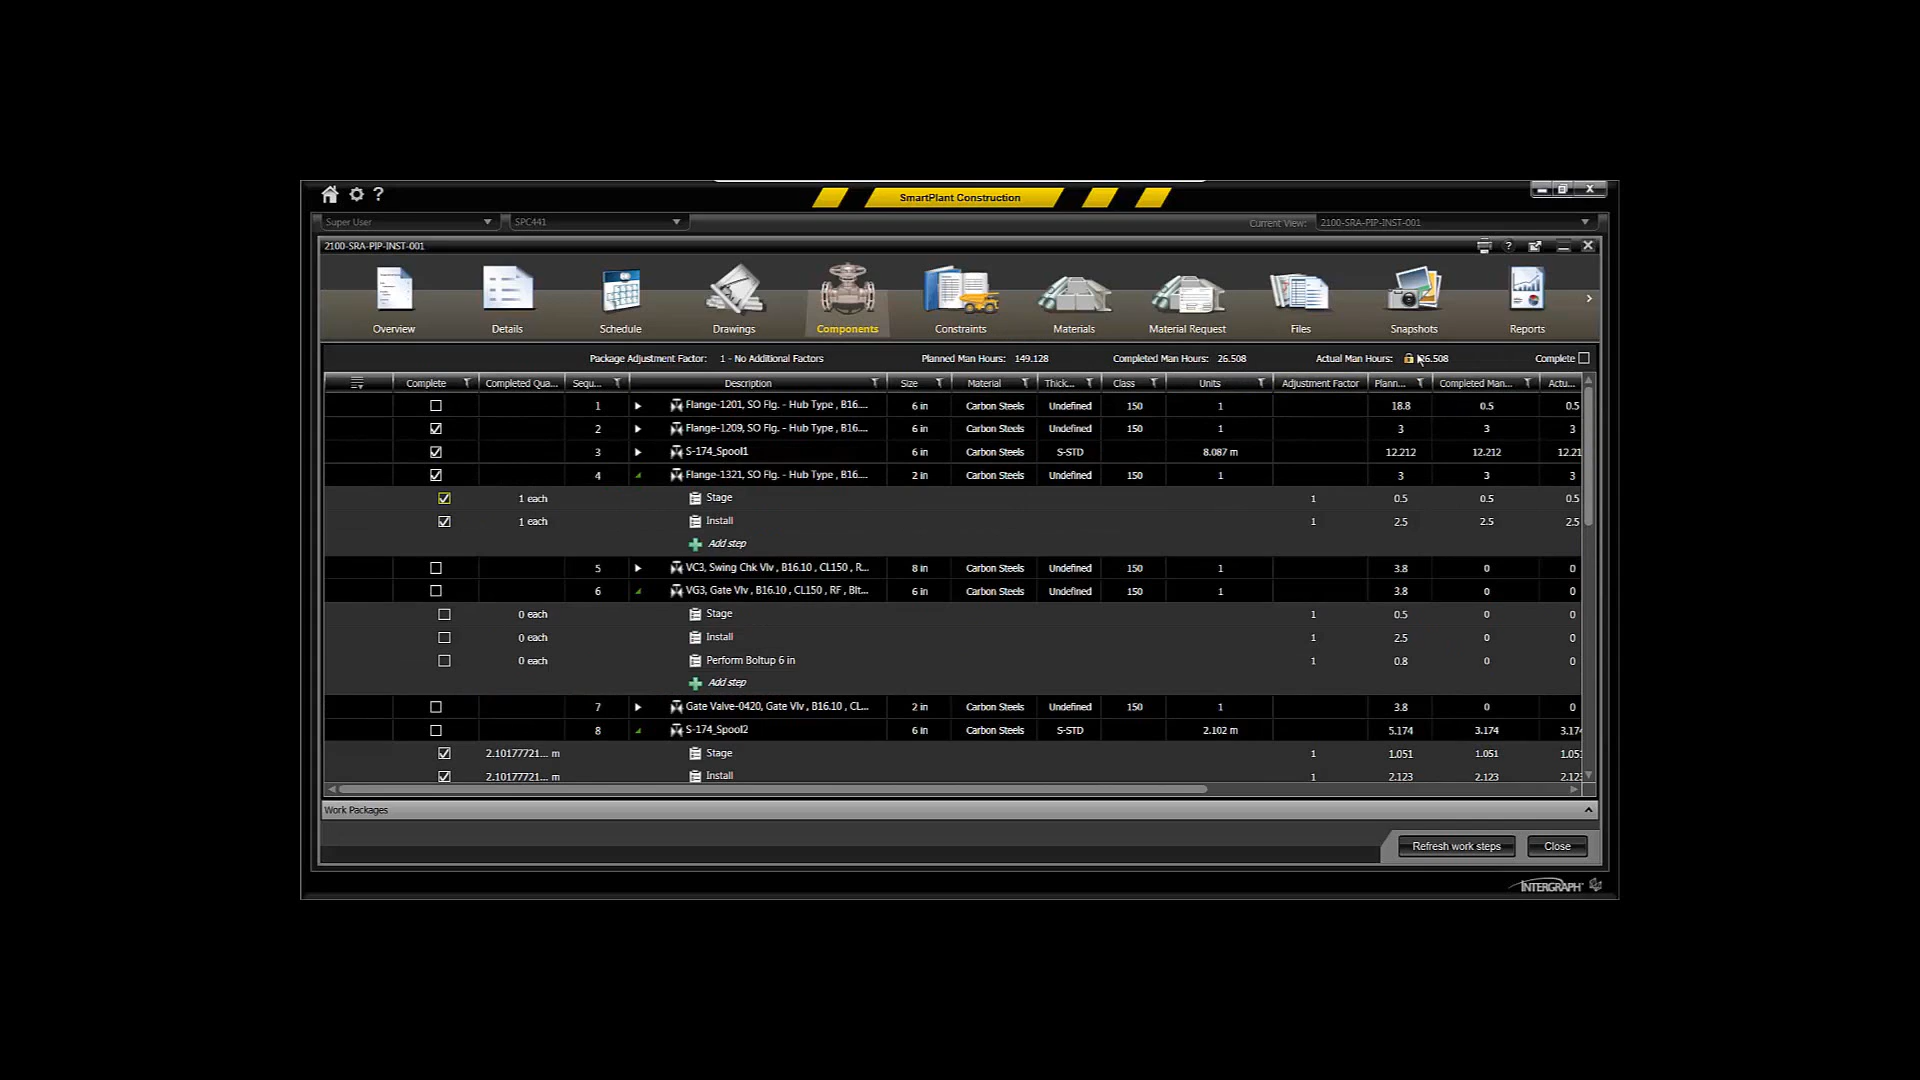 ? SmartPlant Construction
Super User SPC441 Current View: 2100-SRA-PIP-INST-001
2100-SRA-PIP-INST-001 ?
Overview Details Schedule Drawings Components Constraints Materials Material Request Files Snapshots Reports
Package Adjustment Factor: 1 - No Additional Factors Planned Man Hours: 149.128 Completed Man Hours: 26.508 Actual Man Hours: 26.508 Complete
Complete Completed Qua... Sequ... Description Size Material Thick... Class Units Adjustment Factor Plann... Completed Man... Actu...
1 Flange-1201, SO Flg. - Hub Type , B16.... 6 in Carbon Steels Undefined 150 1 18.8 0.5 0.5
2 Flange-1209, SO Flg. - Hub Type , B16.... 6 in Carbon Steels Undefined 150 1 3 3 3
3 S-174_Spool1 6 in Carbon Steels S-STD 8.087 m 12.212 12.212 12.21
4 Flange-1321, SO Flg. - Hub Type , B16.... 2 in Carbon Steels Undefined 150 1 3 3 3
1 each Stage 1 0.5 0.5 0.5
1 each Install 1 2.5 2.5 2.5
Add step
5 VC3, Swing Chk Vlv , B16.10 , CL150 , R... 8 in Carbon Steels Undefined 150 1 3.8 0 0
6 VG3, Gate Vlv , B16.10 , CL150 , RF , Blt... 6 in Carbon Steels Undefined 150 1 3.8 0 0
0 each Stage 1 0.5 0 0
0 each Install 1 2.5 0 0
0 each Perform Boltup 6 in 1 0.8 0 0
Add step
7 Gate Valve-0420, Gate Vlv , B16.10 , CL... 2 in Carbon Steels Undefined 150 1 3.8 0 0
8 S-174_Spool2 6 in Carbon Steels S-STD 2.102 m 5.174 3.174 3.174
2.10177721... m Stage 1 1.051 1.051 1.051
2.10177721... m Install 1 2.123 2.123 2.123
Work Packages
Refresh work steps Close
INTERGRAPH